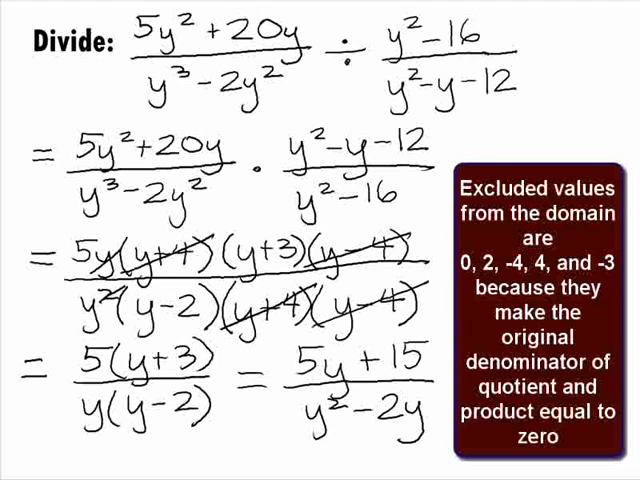 Divide: (5y² + 20y)/(y³ − 2y²) ÷ (y² − 16)/(y² − y − 12)
= (5y² + 20y)/(y³ − 2y²) · (y² − y − 12)/(y² − 16)
= 5y(y+4)(y+3)(y−4)/y²(y−2)(y+4)(y−4)
= 5(y+3)/y(y−2) = (5y + 15)/(y² − 2y)
Excluded values
from the domain
are
0, 2, -4, 4, and -3
because they
make the
original
denominator of
quotient and
product equal to
zero